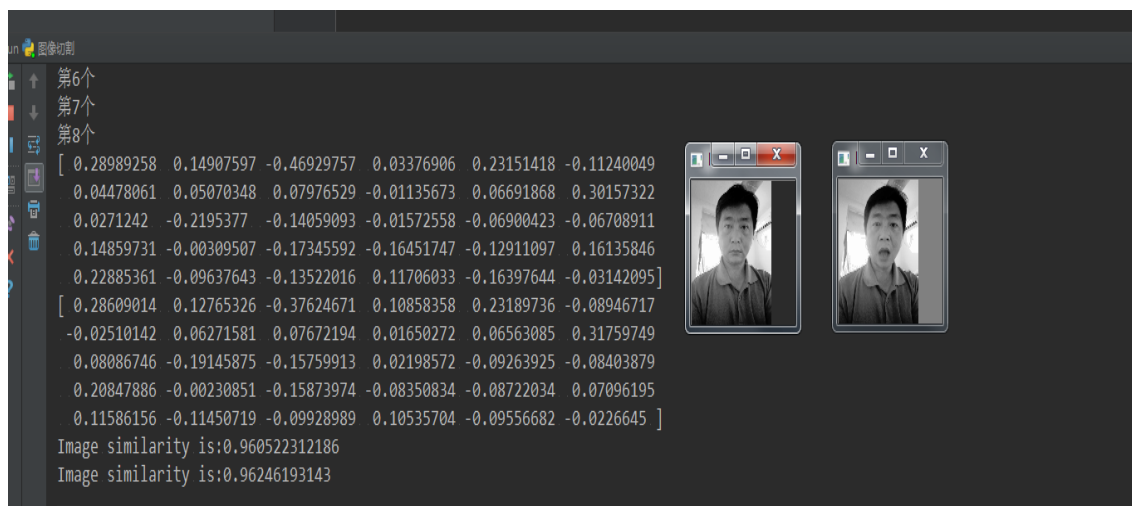 un 图像切割
第6个
第7个
第8个
[ 0.28989258 0.14907597 -0.46929757 0.03376906 0.23151418 -0.11240049
0.04478061 0.05070348 0.07976529 -0.01135673 0.06691868 0.30157322
0.0271242 -0.2195377 -0.14059093 -0.01572558 -0.06900423 -0.06708911
0.14859731 -0.00309507 -0.17345592 -0.16451747 -0.12911097 0.16135846
0.22885361 -0.09637643 -0.13522016 0.11706033 -0.16397644 -0.03142095]
[ 0.28609014 0.12765326 -0.37624671 0.10858358 0.23189736 -0.08946717
-0.02510142 0.06271581 0.07672194 0.01650272 0.06563085 0.31759749
0.08086746 -0.19145875 -0.15759913 0.02198572 -0.09263925 -0.08403879
0.20847886 -0.00230851 -0.15873974 -0.08350834 -0.08722034 0.07096195
0.11586156 -0.11450719 -0.09928989 0.10535704 -0.09556682 -0.0226645 ]
Image similarity is:0.960522312186
Image similarity is:0.96246193143